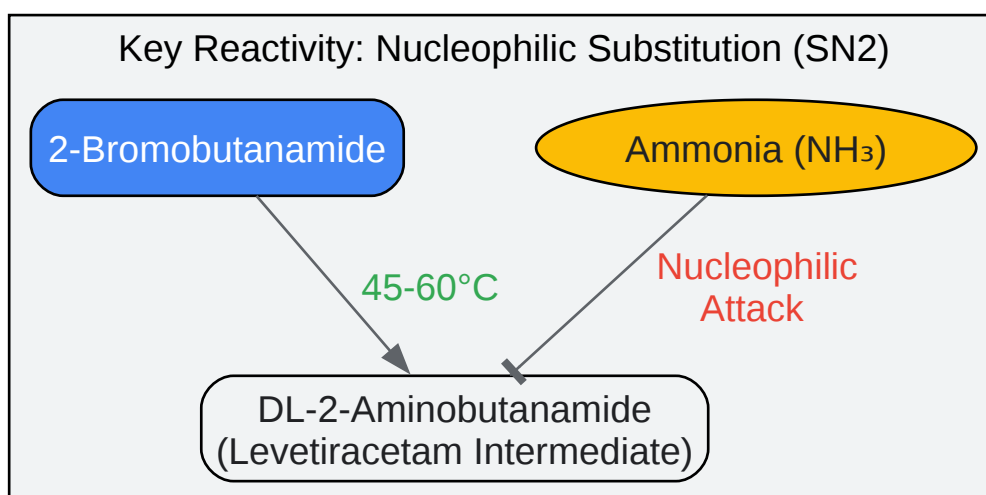 Key Reactivity: Nucleophilic Substitution (SN2)
2-Bromobutanamide
Ammonia (NH₃)
45-60°C
Nucleophilic
Attack
DL-2-Aminobutanamide
(Levetiracetam Intermediate)